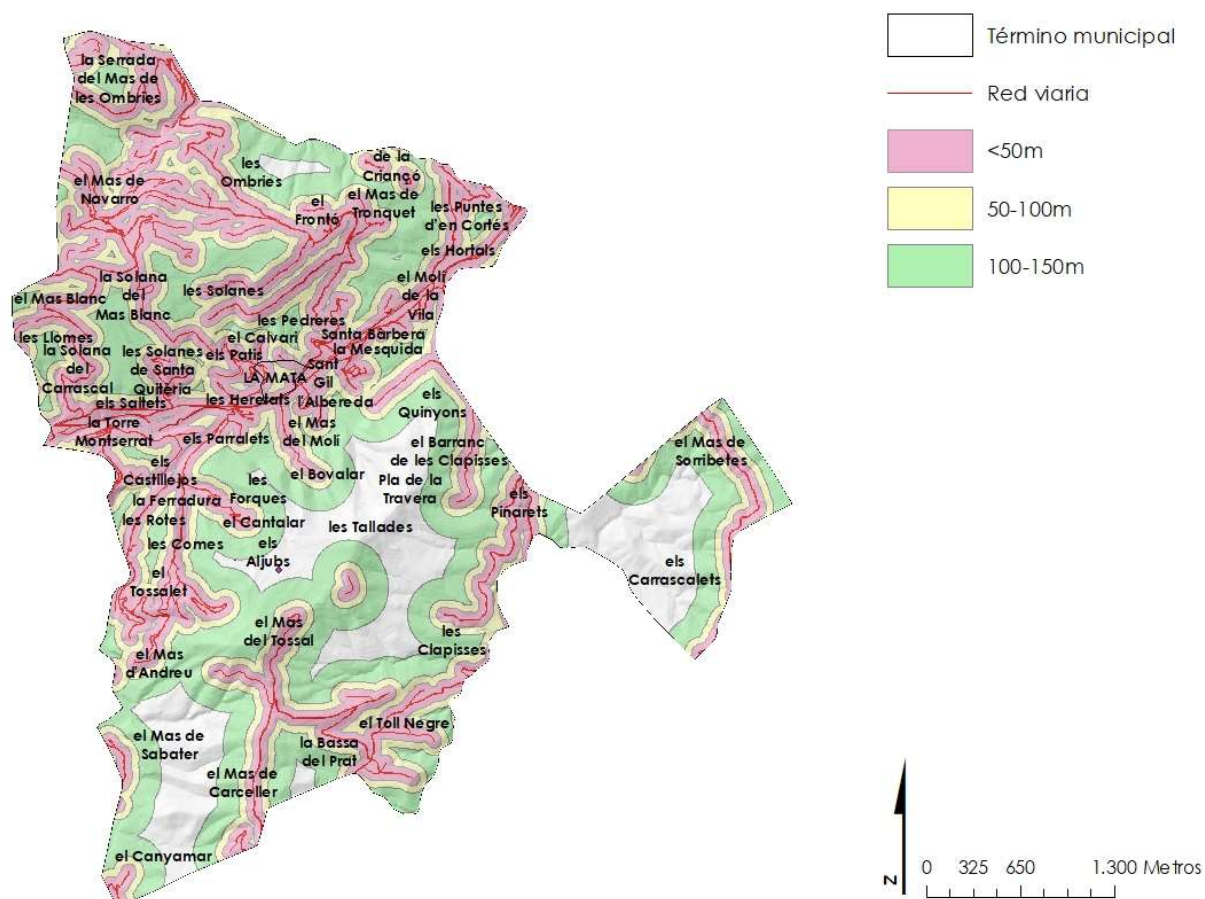 Término municipal
Red viaria
<50m
50-100m
100-150m
la Serrada
del Mas de
les Ombries
el Mas de
Navarro
les
Ombries
de la
Criançó
el Mas de
Tronquet
el
Frontó
les Puntes
d'en Cortés
els Hortals
el Molí
de la
Vila
la Solana
del
Mas Blanc
les Solanes
el Mas Blanc
les Pedreres
el Calvari
Santa Bàrbera
la Mesquida
les Llomes
la Solana
del
Carrascal
les Solanes
de Santa
Quitèria
els Patis
LA MATA
Sant
Gil
els Saltets
les Heretats
l'Albereda
els
Quinyons
la Torre
Montserrat
els Parralets
el Mas
del Molí
el Barranc
de les Clapisses
el Mas de
Sorribetes
els
Castillejos
les
Forques
el Bovalar
Pla de la
Travera
els
Piñarets
la Ferradura
les Rotes
el Cantalar
les Tallades
les Comes
els
Aljubs
els
Carrascalets
el
Tossalet
el Mas
del Tossal
les
Clapisses
el Mas
d'Andreu
el Mas de
Sabater
el Toll Negre
la Bassa
del Prat
el Mas de
Carceller
el Canyamar
N
0 325 650 1.300 Metros